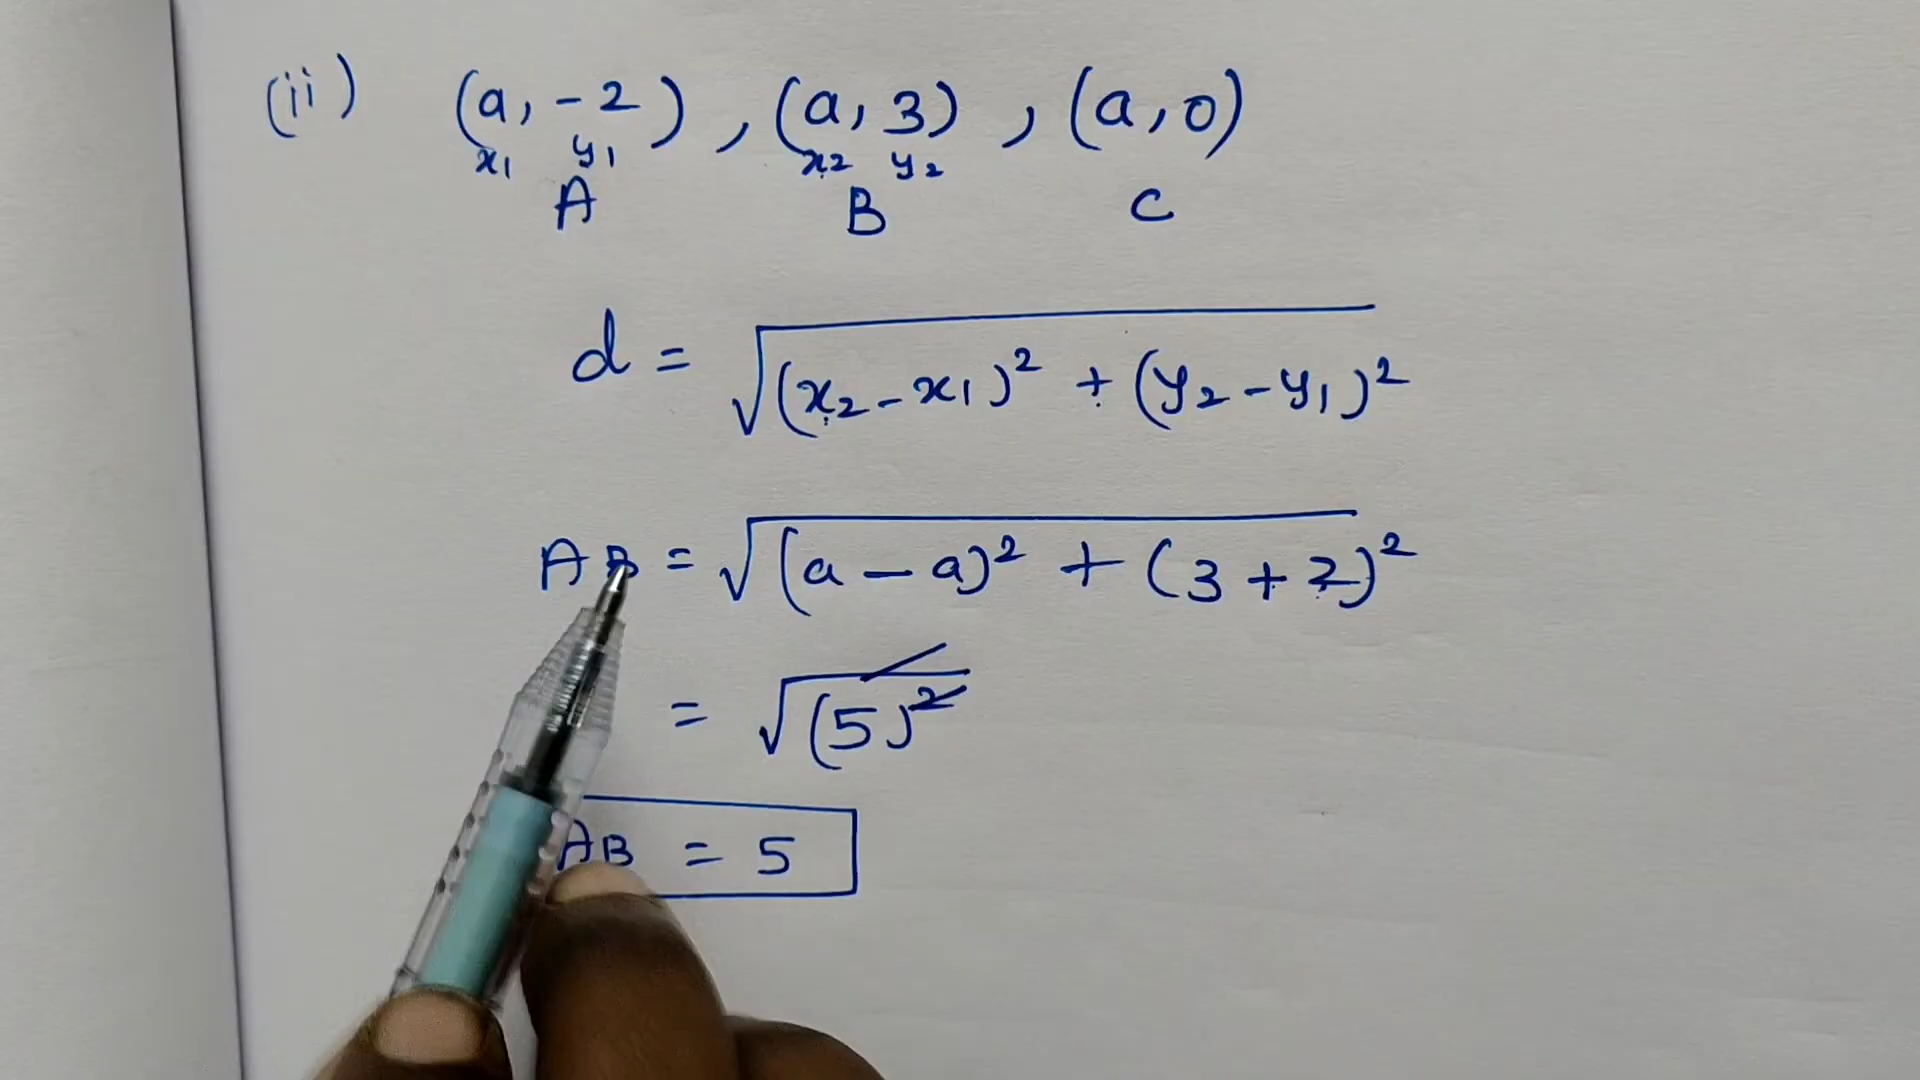 (ii) (a, -2), (a, 3), (a, 0)
x₁ y₁ x₂ y₂
A B C
d = √(x₂ - x₁)² + (y₂ - y₁)²
AB = √(a - a)² + (3 + 2)²
= √(5)²
AB = 5